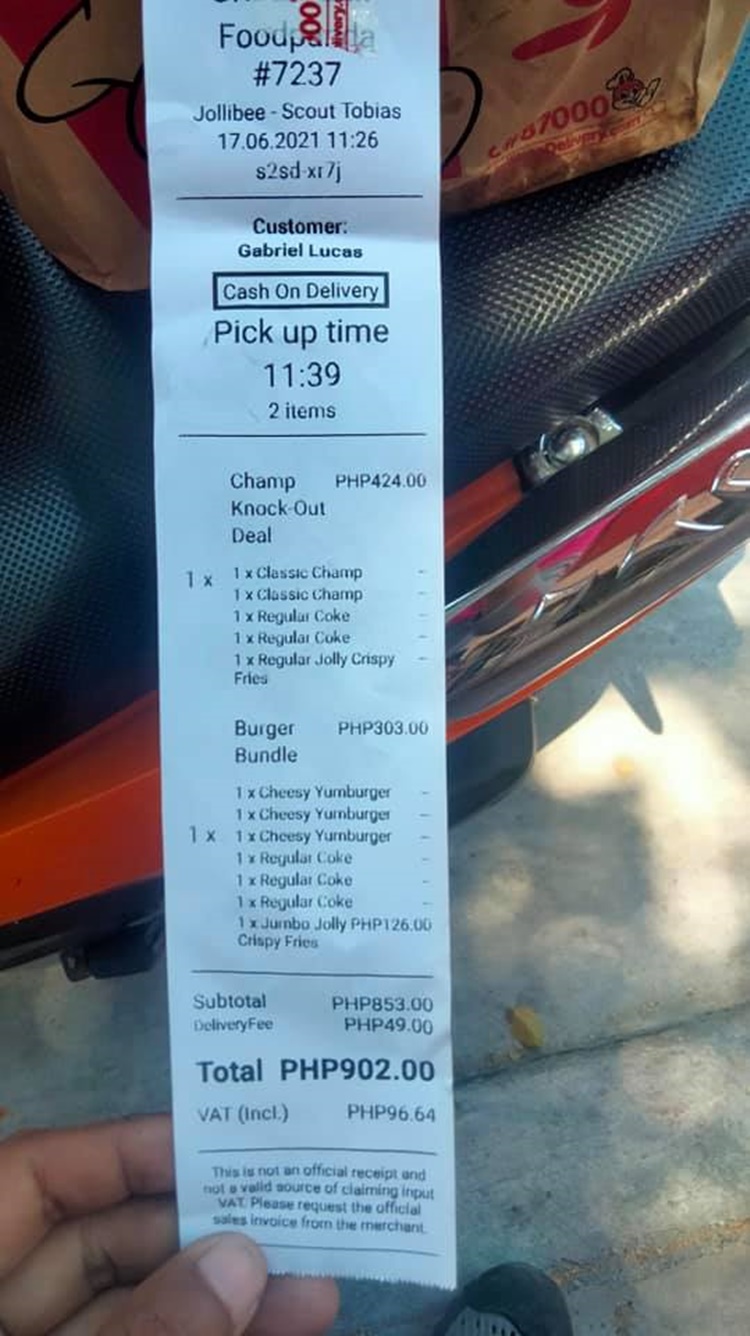 Foodpanda
#7237
Jollibee - Scout Tobias
17.06.2021 11:26
s2sd-xr7j
Customer:
Gabriel Lucas
Cash On Delivery
Pick up time
11:39
2 items
Champ PHP424.00
Knock-Out
Deal
1 x 1 x Classic Champ -
1 x Classic Champ -
1 x Regular Coke -
1 x Regular Coke -
1 x Regular Jolly Crispy -
Fries
Burger PHP303.00
Bundle
1 x Cheesy Yumburger -
1 x Cheesy Yumburger -
1 x 1 x Cheesy Yumburger -
1 x Regular Coke -
1 x Regular Coke -
1 x Regular Coke -
1 x Jumbo Jolly PHP126.00
Crispy Fries
Subtotal PHP853.00
DeliveryFee PHP49.00
Total PHP902.00
VAT (Incl.) PHP96.64
This is not an official receipt and
not a valid source of claiming input
VAT. Please request the official
sales invoice from the merchant.
87000
Delivery.com